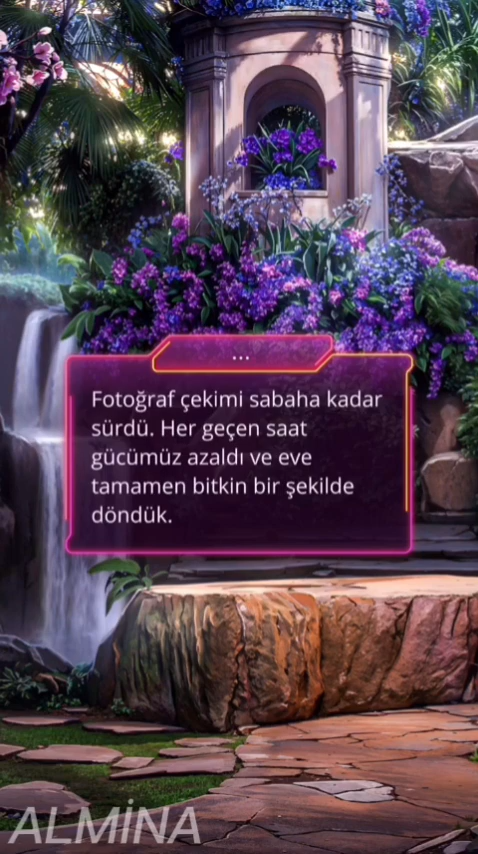 ...
Fotoğraf çekimi sabaha kadar
sürdü. Her geçen saat
gücümüz azaldı ve eve
tamamen bitkin bir şekilde
döndük.
ALMİNA